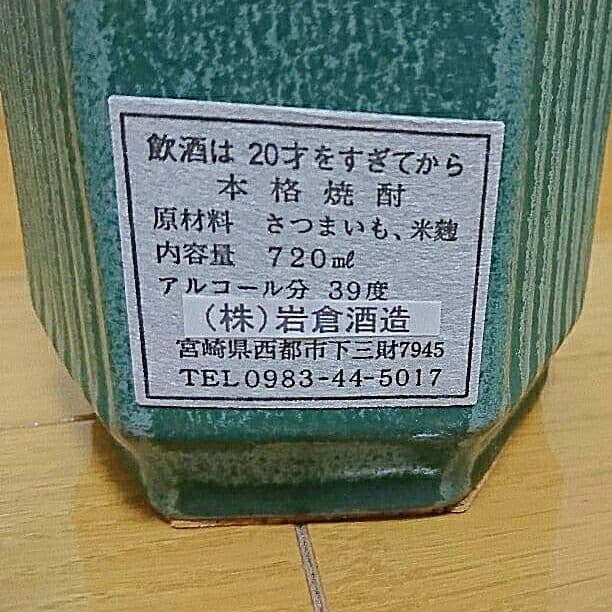 飲酒は 20才をすぎてから
本格焼酎
原材料 さつまいも、米麹
内容量 720㎖
アルコール分 39度
(株)岩倉酒造
宮崎県西都市下三財7945
TEL0983-44-5017